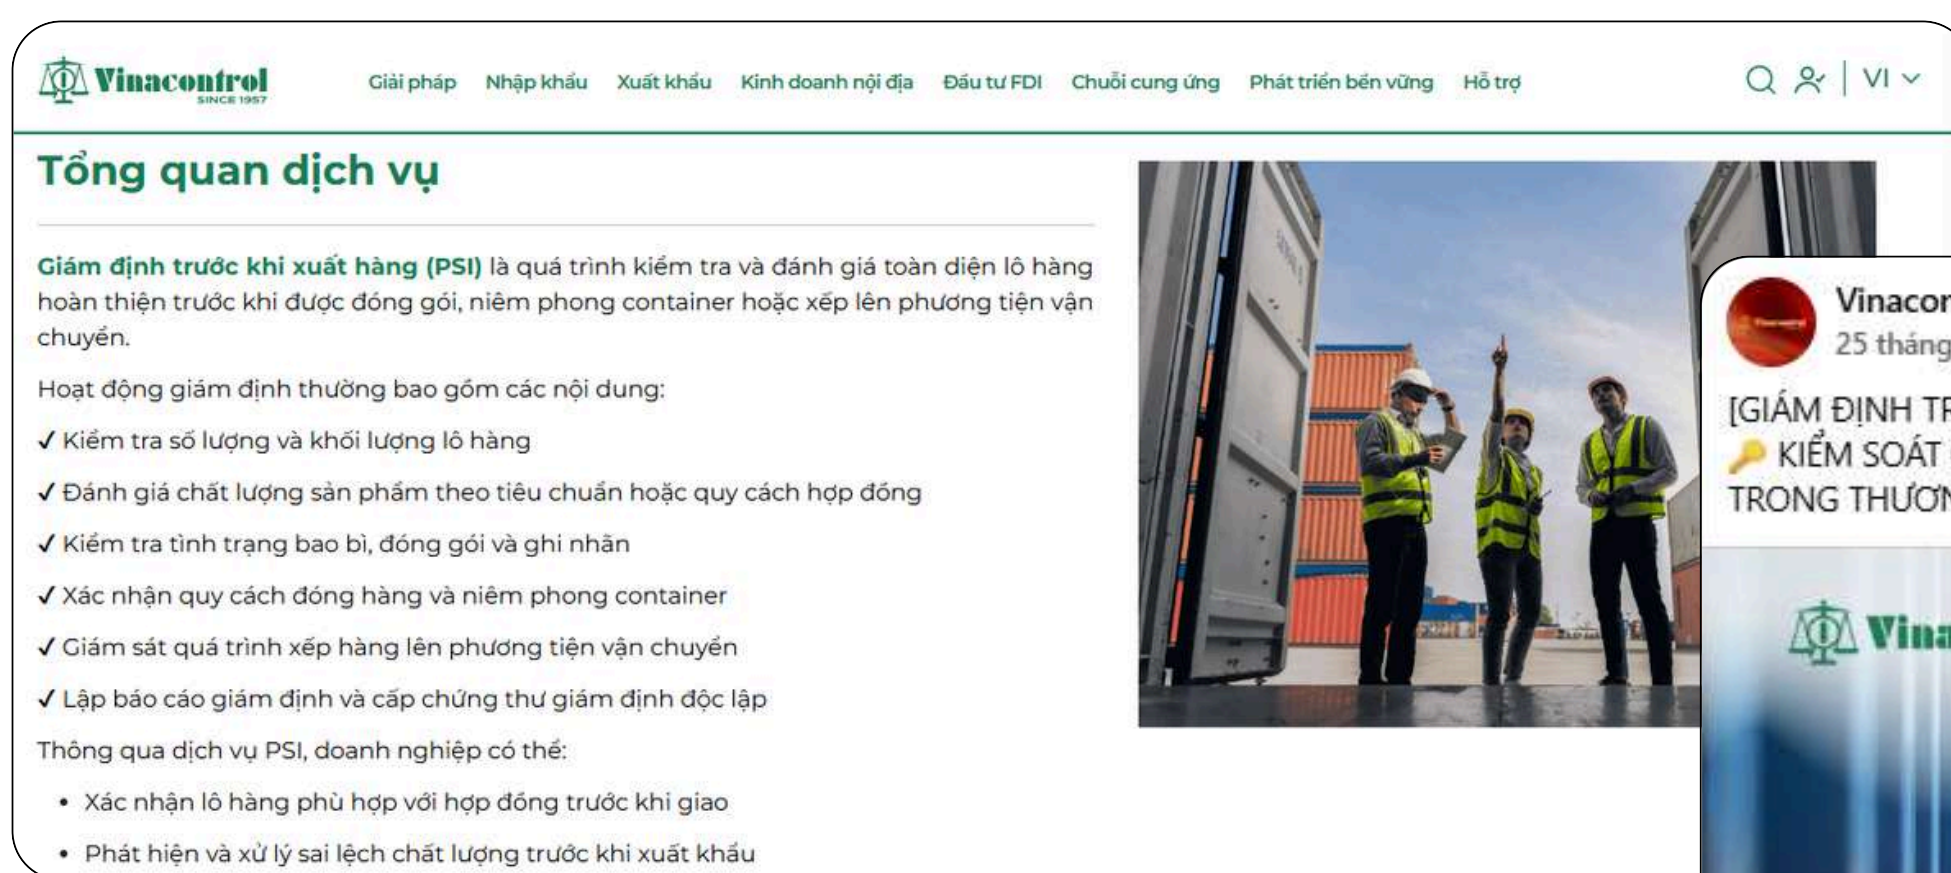 Vinacontrol
SINCE 1957
Giải pháp Nhập khẩu Xuất khẩu Kinh doanh nội địa Đầu tư FDI Chuỗi cung ứng Phát triển bền vững Hỗ trợ
VI
Tổng quan dịch vụ
Giám định trước khi xuất hàng (PSI) là quá trình kiểm tra và đánh giá toàn diện lô hàng
hoàn thiện trước khi được đóng gói, niêm phong container hoặc xếp lên phương tiện vận
chuyển.
Hoạt động giám định thường bao gồm các nội dung:
✓ Kiểm tra số lượng và khối lượng lô hàng
✓ Đánh giá chất lượng sản phẩm theo tiêu chuẩn hoặc quy cách hợp đồng
✓ Kiểm tra tình trạng bao bì, đóng gói và ghi nhãn
✓ Xác nhận quy cách đóng hàng và niêm phong container
✓ Giám sát quá trình xếp hàng lên phương tiện vận chuyển
✓ Lập báo cáo giám định và cấp chứng thư giám định độc lập
Thông qua dịch vụ PSI, doanh nghiệp có thể:
• Xác nhận lô hàng phù hợp với hợp đồng trước khi giao
• Phát hiện và xử lý sai lệch chất lượng trước khi xuất khẩu
25 tháng
[GIÁM ĐỊNH
KIỂM SOÁT
TRONG